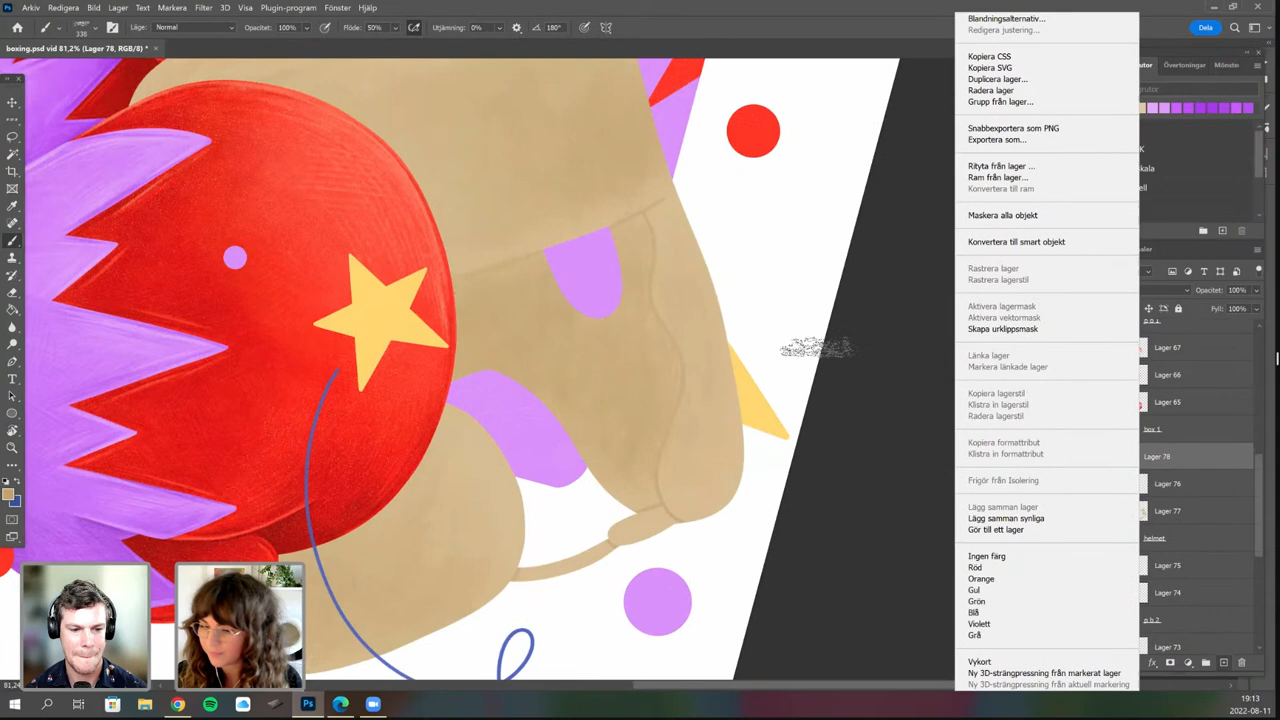 Arkiv Redigera Bild Lager Text Markera Filter 3D Visa Plugin-program Fönster Hjälp
338 Läge: Normal Opacitet: 100% Flöde: 50% Utjämning: 0% 180° Dela
boxing.psd vid 81,2% (Lager 78, RGB/8) * ×
Övertoningar Mönste
Blandningsalternativ...
Redigera justering...
Kopiera CSS
Kopiera SVG
Duplicera lager...
Radera lager
Grupp från lager...
Snabbexportera som PNG
Exportera som...
Rityta från lager ...
Ram från lager...
Konvertera till ram
Maskera alla objekt
Konvertera till smart objekt
Rastrera lager
Rastrera lagerstil
Aktivera lagermask
Aktivera vektormask
Skapa urklippsmask
Länka lager
Markera länkade lager
Kopiera lagerstil
Klistra in lagerstil
Radera lagerstil
Kopiera formattribut
Klistra in formattribut
Frigör från Isolering
Lägg samman lager
Lägg samman synliga
Gör till ett lager
Ingen färg
Röd
Orange
Gul
Grön
Blå
Violett
Grå
Vykort
Ny 3D-strängpressning från markerat lager
Ny 3D-strängpressning från aktuell markering
Opacitet: 100%
Fyll: 100%
Lager 67
Lager 66
Lager 65
box 1
Lager 78
Lager 76
Lager 77
helmet
Lager 75
Lager 74
p b 2
Lager 73
19:13
2022-08-11